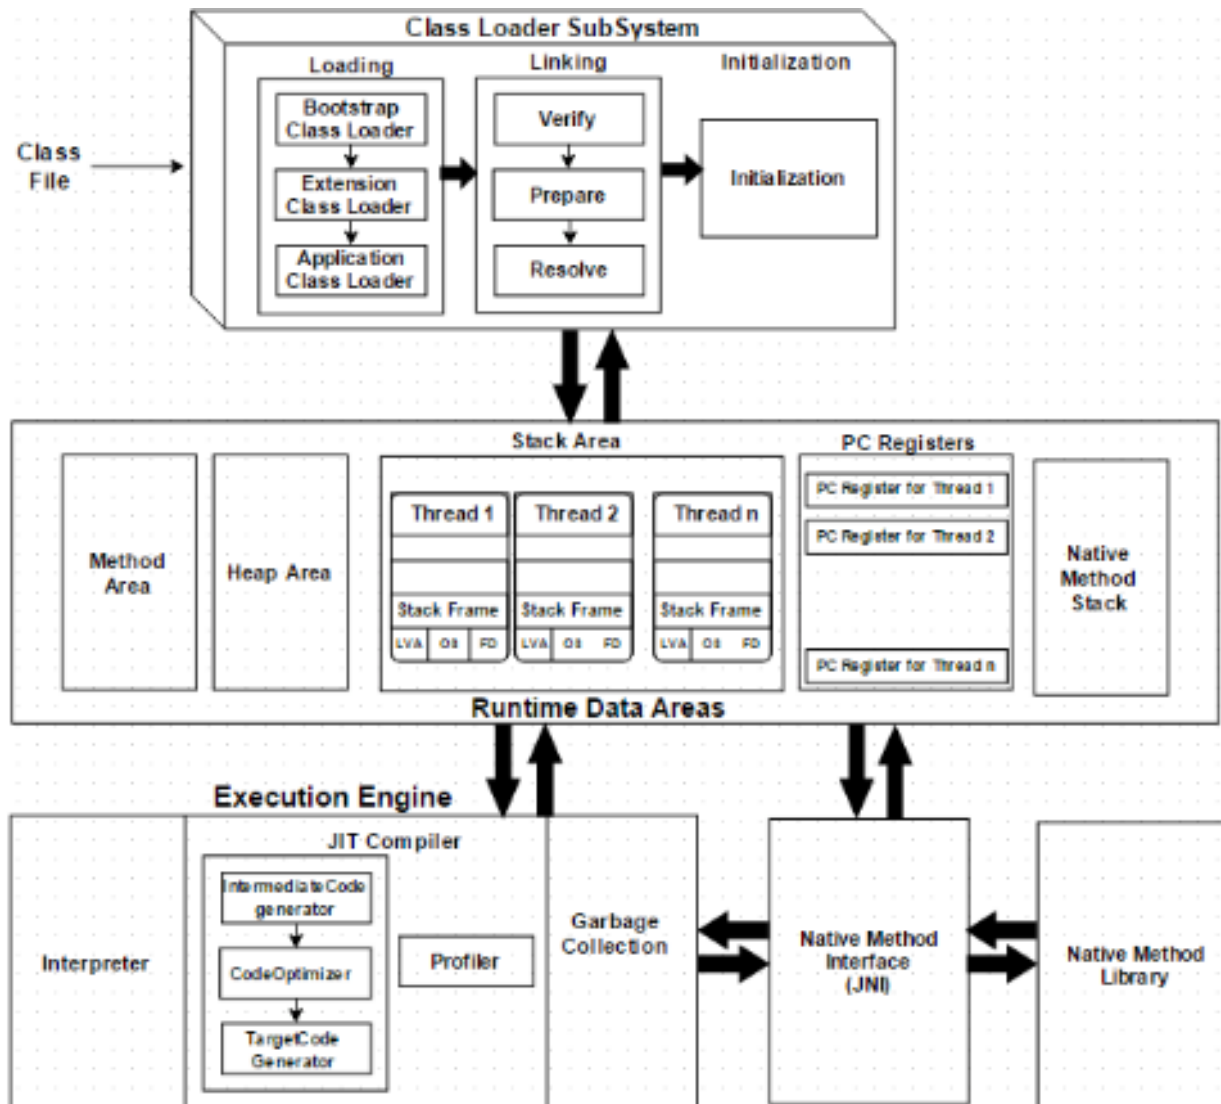 Class Loader SubSystem
Loading
Linking
Initialization
Bootstrap
Class Loader
Extension
Class Loader
Application
Class Loader
Verify
Prepare
Resolve
Initialization
Class
File
Stack Area
PC Registers
Method
Area
Heap Area
Thread 1
Stack Frame
LVA
OS
FD
Thread 2
Stack Frame
LVA
OS
FD
Thread n
Stack Frame
LVA
OS
FD
PC Register for Thread 1
PC Register for Thread 2
PC Register for Thread n
Native
Method
Stack
Runtime Data Areas
Execution Engine
Interpreter
JIT Compiler
IntermediateCode
generator
CodeOptimizer
TargetCode
Generator
Profiler
Garbage
Collection
Native Method
Interface
(JNI)
Native Method
Library